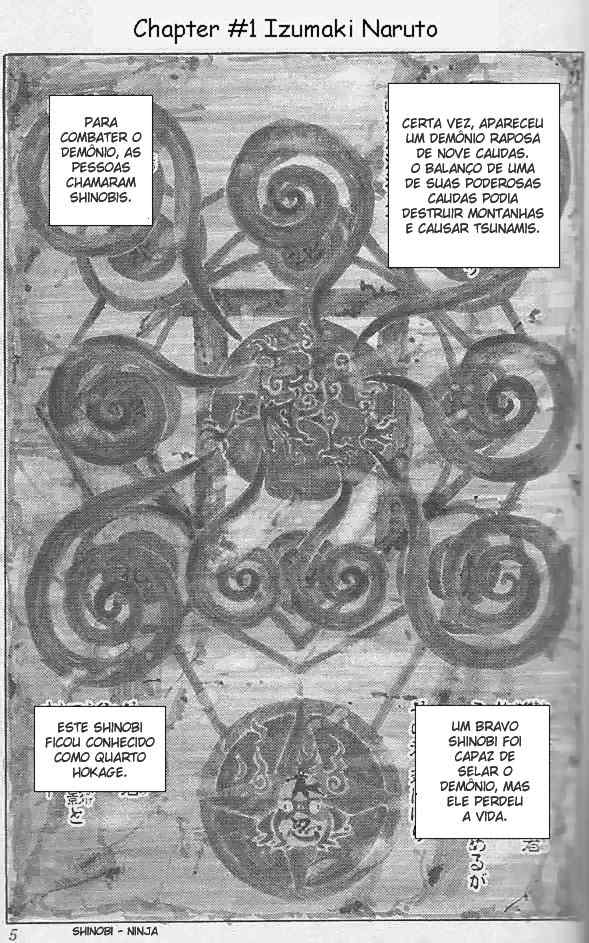 Chapter #1 Izumaki Naruto
CERTA VEZ, APARECEU
UM DEMÔNIO RAPOSA
DE NOVE CAUDAS.
O BALANÇO DE UMA
DE SUAS PODEROSAS
CAUDAS PODIA
DESTRUIR MONTANHAS
E CAUSAR TSUNAMIS.
PARA
COMBATER O
DEMÔNIO, AS
PESSOAS
CHAMARAM
SHINOBIS.
UM BRAVO
SHINOBI FOI
CAPAZ DE
SELAR O
DEMÔNIO, MAS
ELE PERDEU
A VIDA.
ESTE SHINOBI
FICOU CONHECIDO
COMO QUARTO
HOKAGE.
5
SHINOBI - NINJA